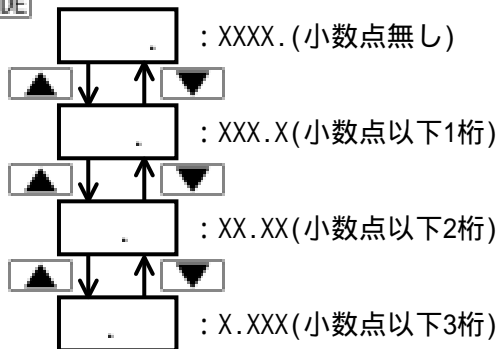 DE
: XXXX.(小数点無し)
▲ ▼
: XXX.X(小数点以下1桁)
▲ ▼
: XX.XX(小数点以下2桁)
▲ ▼
: X.XXX(小数点以下3桁)